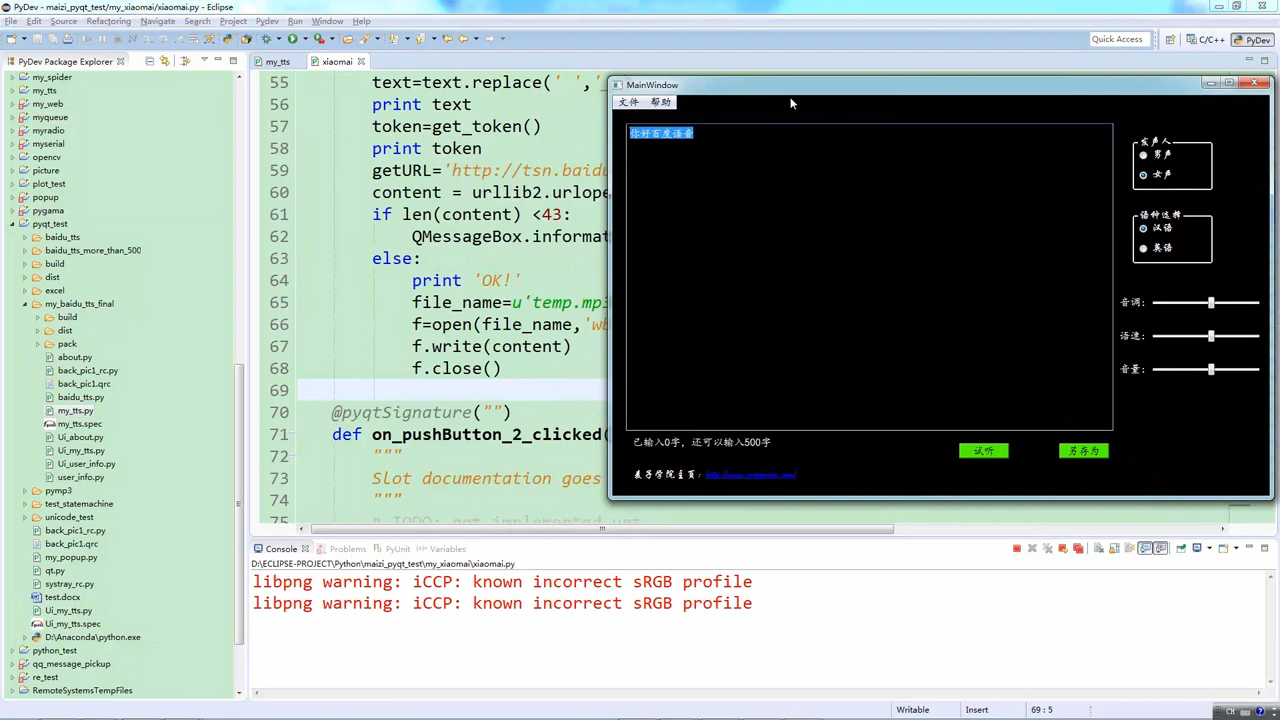 PyDev - maizi_pyqt_test/my_xiaomai/xiaomai.py - Eclipse
File Edit Source Refactoring Navigate Search Project Pydev Run Window Help
Quick Access
C/C++
PyDev
PyDev Package Explorer
my_spider
my_tts
my_web
myqueue
myradio
myserial
opencv
picture
plot_test
popup
pygama
pyqt_test
baidu_tts
baidu_tts_more_than_500
build
dist
excel
my_baidu_tts_final
build
dist
pack
about.py
back_pic1_rc.py
back_pic1.qrc
baidu_tts.py
my_tts.py
my_tts.spec
Ui_about.py
Ui_my_tts.py
Ui_user_info.py
user_info.py
pymp3
test_statemachine
unicode_test
back_pic1_rc.py
back_pic1.qrc
my_popup.py
qt.py
systray_rc.py
test.docx
Ui_my_tts.py
Ui_my_tts.spec
D:\Anaconda\python.exe
python_test
qq_message_pickup
re_test
RemoteSystemsTempFiles
my_tts
xiaomai
55 text=text.replace(' ','
56 print text
57 token=get_token()
58 print token
59 getURL='http://tsn.baidu
60 content = urllib2.urlope
61 if len(content) <43:
62 QMessageBox.informat
63 else:
64 print 'OK!'
65 file_name=u'temp.mp3
66 f=open(file_name,'wb
67 f.write(content)
68 f.close()
69
70 @pyqtSignature("")
71 def on_pushButton_2_clicked(
72 """
73 Slot documentation goes
74 """
75 # TODO: not implemented yet
MainWindow
文件 帮助
你好百度语音
发声人
男声
女声
语种选择
汉语
英语
音调:
语速:
音量:
已输入0字，还可以输入500字
试听
另存为
麦子学院主页:
Console Problems PyUnit Variables
D:\ECLIPSE-PROJECT\Python\maizi_pyqt_test\my_xiaomai\xiaomai.py
libpng warning: iCCP: known incorrect sRGB profile
libpng warning: iCCP: known incorrect sRGB profile
Writable
Insert
69 : 5
CH